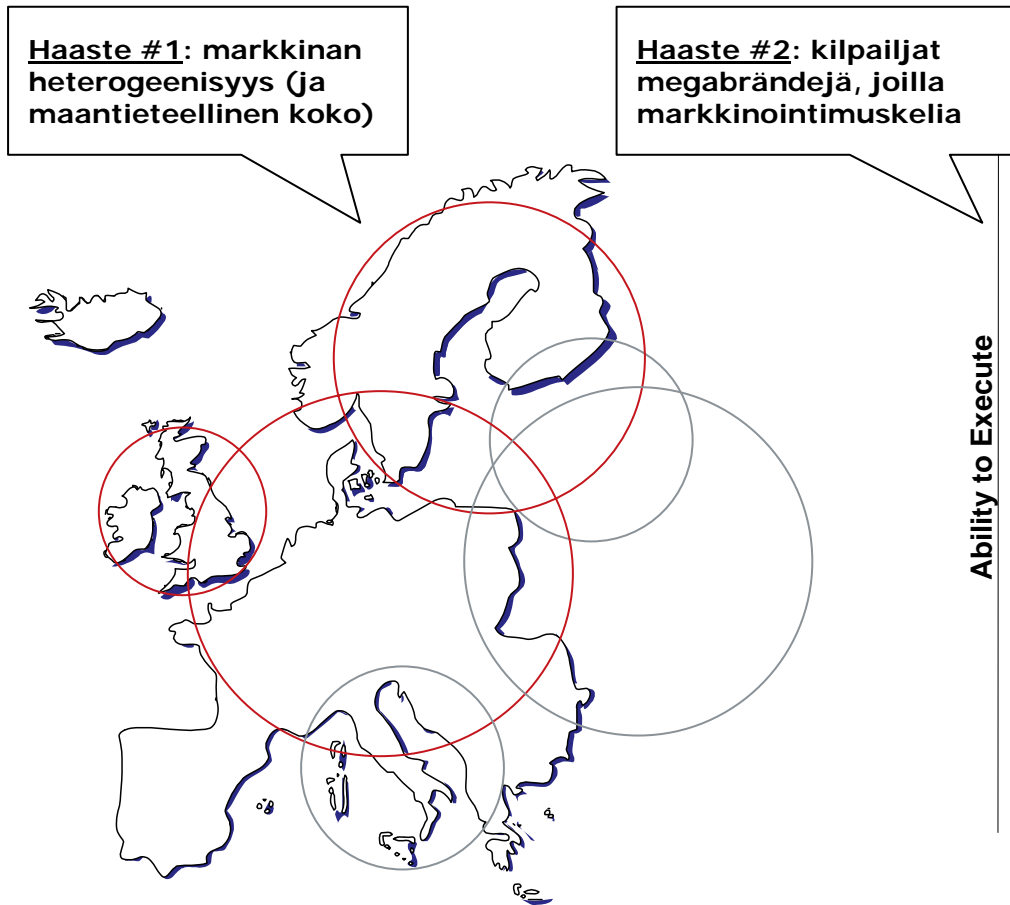 Haaste #1: markkinan
heterogeenisyys (ja
maantieteellinen koko)
Haaste #2: kilpailjat
megabrändejä, joilla
markkinointimuskelia
Ability to Execute